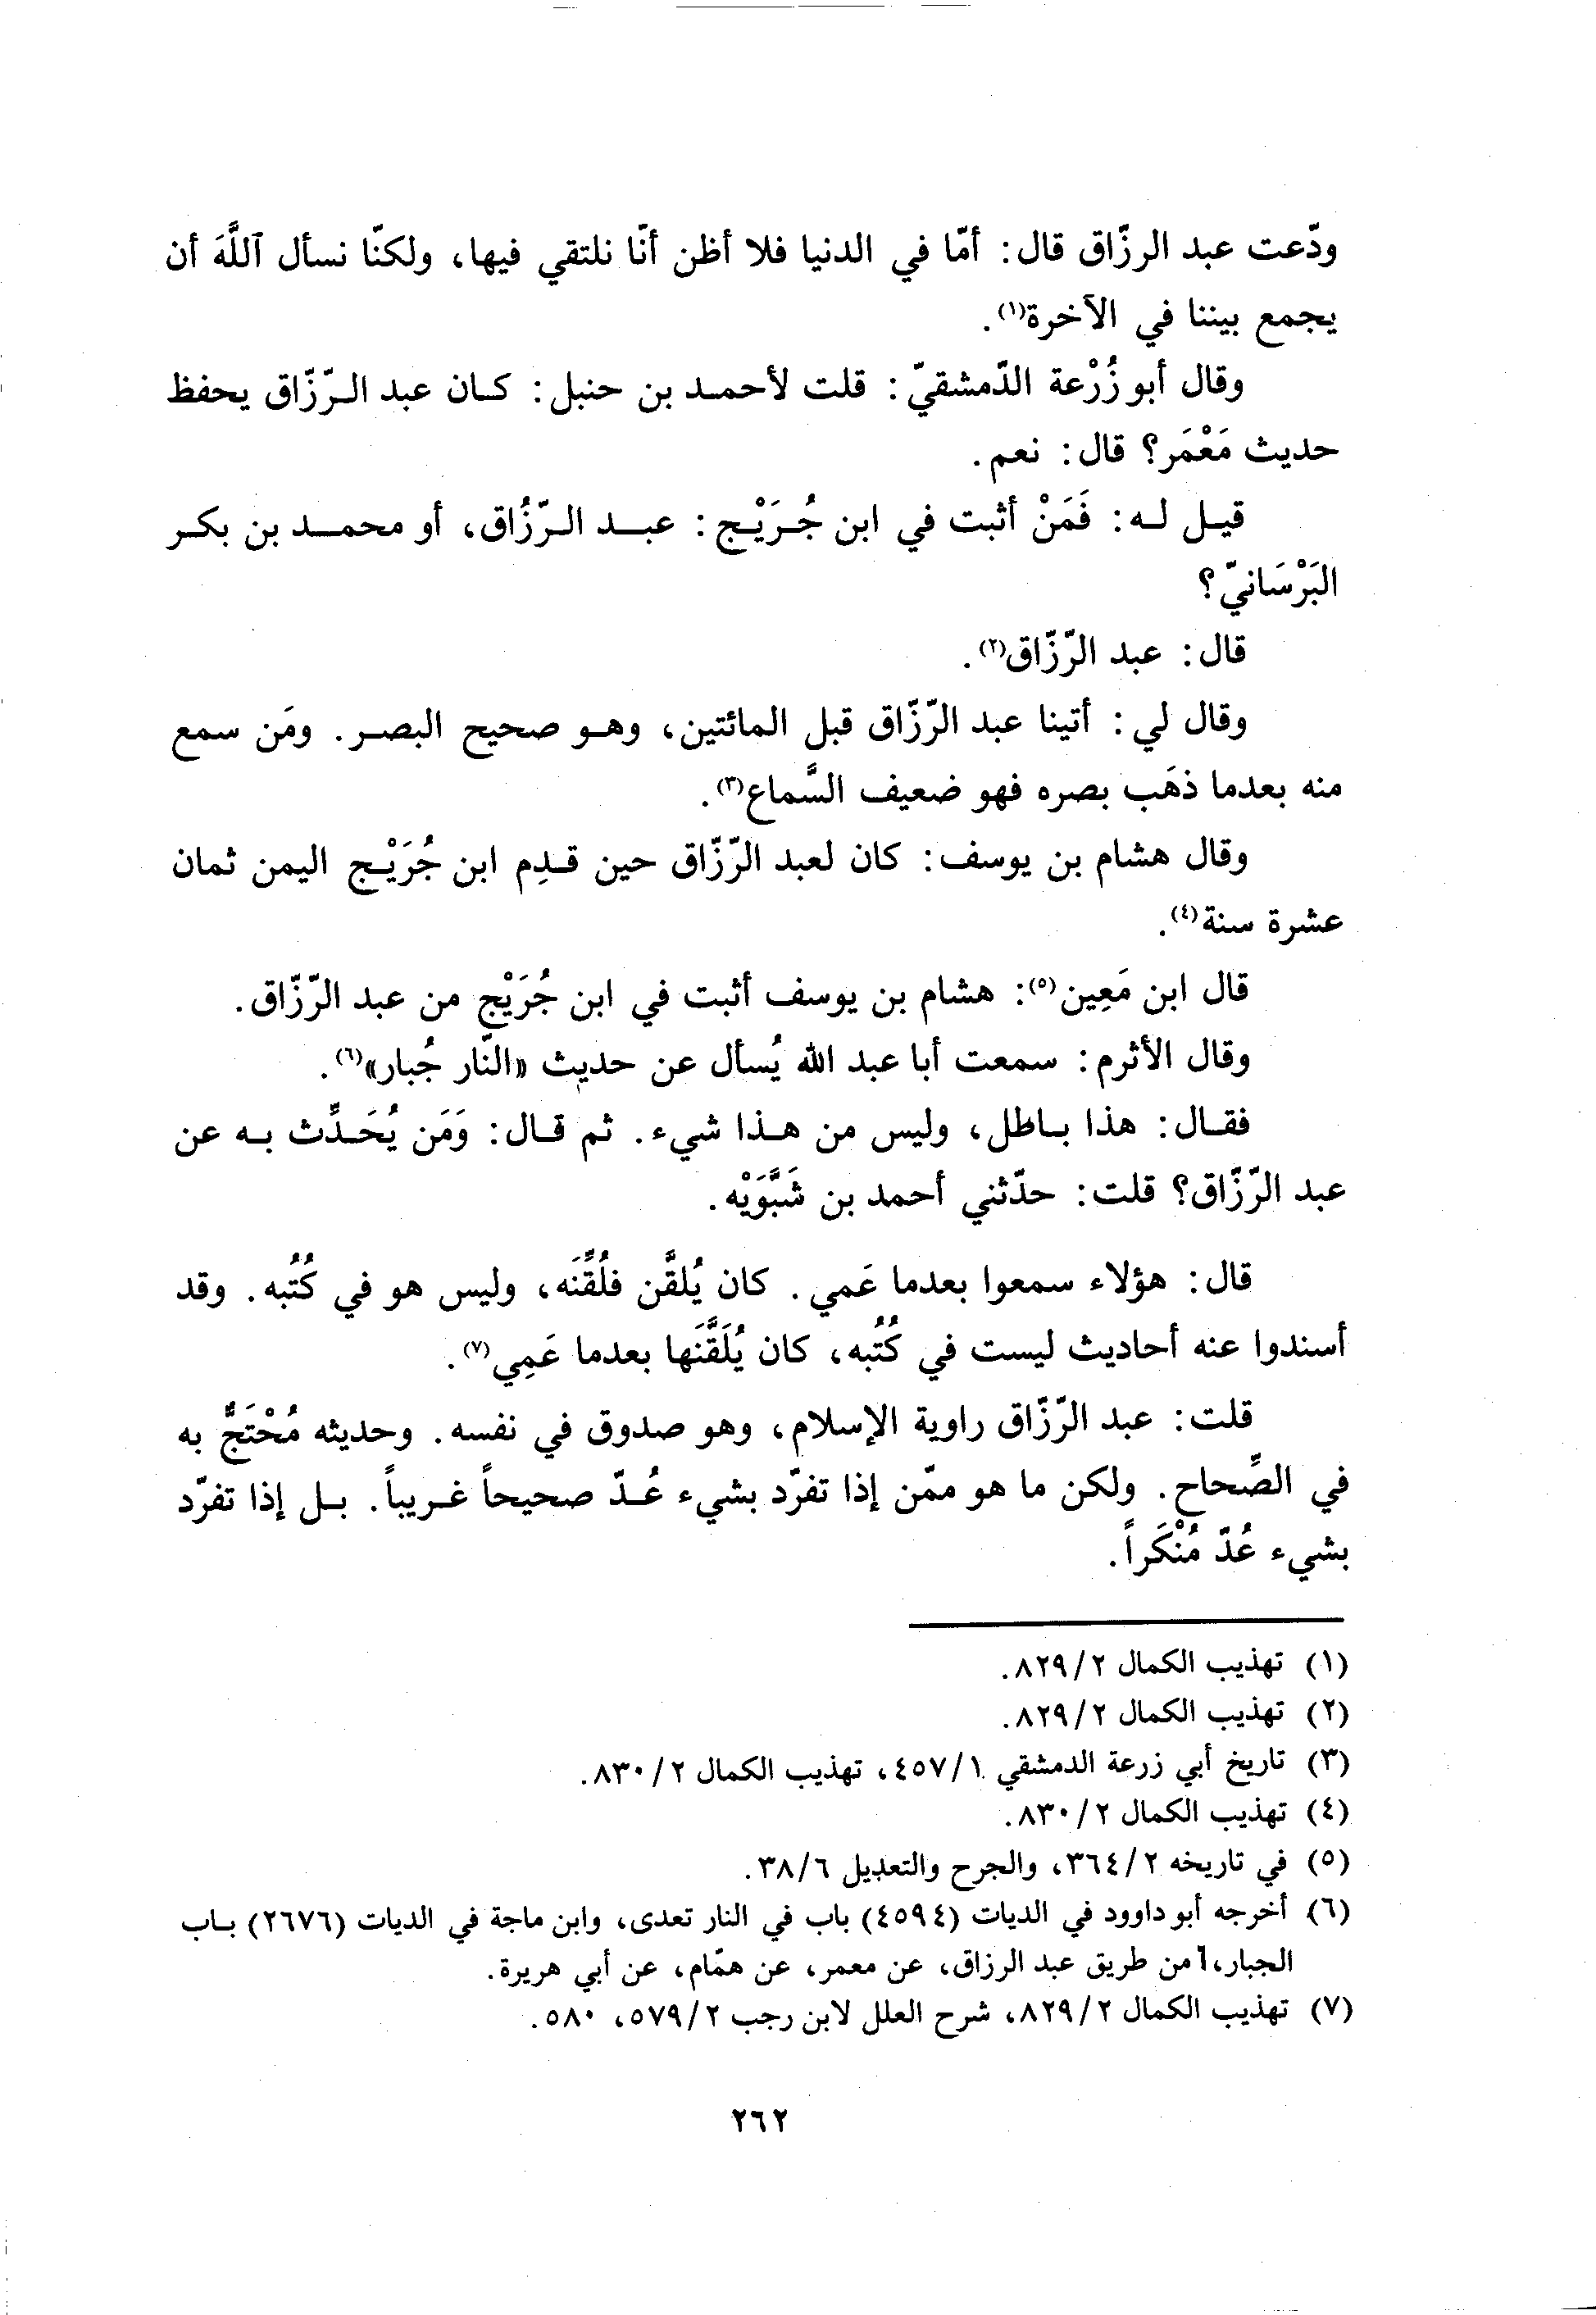 ودّعت عبد الرزّاق قال: أمّا في الدنيا فلا أظن أنّا نلتقي فيها، ولكنّا نسأل ٱللَّهَ أن
يجمع بيننا في الآخرة(١).
وقال أبو زُرْعة الدّمشقيّ: قلت لأحمد بن حنبل: كان عبد الرّزّاق يحفظ
حديث مَعْمَر؟ قال: نعم.
قيل له: فَمَنْ أثبت في ابن جُرَيْج: عبد الرّزُاق، أو محمد بن بكر
البَرْسَانيّ؟
قال: عبد الرّزّاق(٢).
وقال لي: أتينا عبد الرّزّاق قبل المائتين، وهو صحيح البصر. ومَن سمع
منه بعدما ذهَب بصره فهو ضعيف السَّماع(٣).
وقال هشام بن يوسف: كان لعبد الرّزّاق حين قدِم ابن جُرَيْج اليمن ثمان
عشرة سنة(٤).
قال ابن مَعِين(٥): هشام بن يوسف أثبت في ابن جُرَيْج من عبد الرّزّاق.
وقال الأثرم: سمعت أبا عبد الله يُسأل عن حديث «النّار جُبار»(٦).
فقال: هذا باطل، وليس من هذا شيء. ثم قال: وَمَن يُحَدِّث به عن
عبد الرّزّاق؟ قلت: حدّثني أحمد بن شَبَّوَيْه.
قال: هؤلاء سمعوا بعدما عَمي. كان يُلقَّن فلُقِّنَه، وليس هو في كُتُبه. وقد
أسندوا عنه أحاديث ليست في كُتُبه، كان يُلَقَّنَها بعدما عَمِي(٧).
قلت: عبد الرّزّاق راوية الإسلام، وهو صدوق في نفسه. وحديثه مُحْتَجٌّ به
في الصِّحاح. ولكن ما هو ممّن إذا تفرّد بشيء عُدّ صحيحاً غريباً. بل إذا تفرّد
بشيء عُدّ مُنْكَراً.
(١) تهذيب الكمال ٢/ ٨٢٩.
(٢) تهذيب الكمال ٢/ ٨٢٩.
(٣) تاريخ أبي زرعة الدمشقي ١/ ٤٥٧، تهذيب الكمال ٢/ ٨٣٠.
(٤) تهذيب الكمال ٢/ ٨٣٠.
(٥) في تاريخه ٢/ ٣٦٤، والجرح والتعديل ٦/ ٣٨.
(٦) أخرجه أبو داوود في الديات (٤٥٩٤) باب في النار تعدى، وابن ماجة في الديات (٢٦٧٦) باب
الجبار، من طريق عبد الرزاق، عن معمر، عن همّام، عن أبي هريرة.
(٧) تهذيب الكمال ٢/ ٨٢٩، شرح العلل لابن رجب ٢/ ٥٧٩، ٥٨٠.
٢٦٢